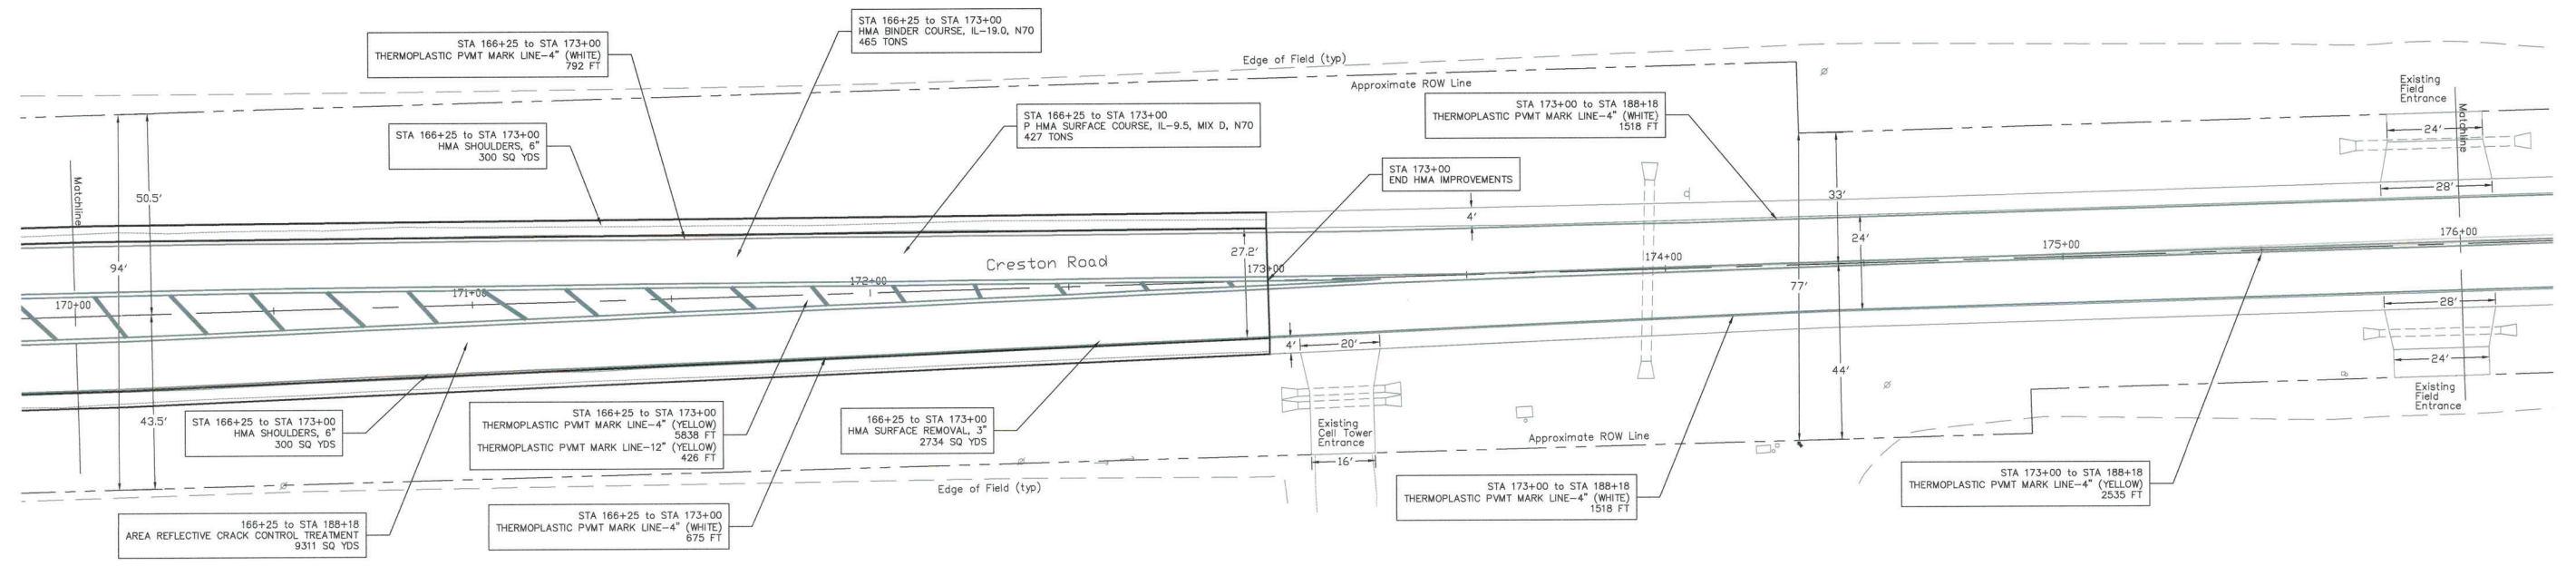 STA 166+25 to STA 173+00
HMA BINDER COURSE, IL-19.0, N70
465 TONS
STA 166+25 to STA 173+00
THERMOPLASTIC PVMT MARK LINE-4" (WHITE)
792 FT
Edge of Field (typ)
Approximate ROW Line
Existing
Field
Entrance
Matchline
24'
28'
STA 173+00 to STA 188+18
THERMOPLASTIC PVMT MARK LINE-4" (WHITE)
1518 FT
STA 166+25 to STA 173+00
P HMA SURFACE COURSE, IL-9.5, MIX D, N70
427 TONS
STA 166+25 to STA 173+00
HMA SHOULDERS, 6"
300 SQ YDS
STA 173+00
END HMA IMPROVEMENTS
Matchline
50.5'
94'
43.5'
4'
33'
24'
77'
44'
27.2'
Creston Road
170+00
171+00
172+00
173+00
174+00
175+00
176+00
4'
20'
28'
24'
Existing
Field
Entrance
STA 166+25 to STA 173+00
HMA SHOULDERS, 6"
300 SQ YDS
STA 166+25 to STA 173+00
THERMOPLASTIC PVMT MARK LINE-4" (YELLOW)
5838 FT
THERMOPLASTIC PVMT MARK LINE-12" (YELLOW)
426 FT
166+25 to STA 173+00
HMA SURFACE REMOVAL, 3"
2734 SQ YDS
Existing
Cell Tower
Entrance
16'
Approximate ROW Line
Edge of Field (typ)
STA 173+00 to STA 188+18
THERMOPLASTIC PVMT MARK LINE-4" (WHITE)
1518 FT
STA 173+00 to STA 188+18
THERMOPLASTIC PVMT MARK LINE-4" (YELLOW)
2535 FT
166+25 to STA 188+18
AREA REFLECTIVE CRACK CONTROL TREATMENT
9311 SQ YDS
STA 166+25 to STA 173+00
THERMOPLASTIC PVMT MARK LINE-4" (WHITE)
675 FT